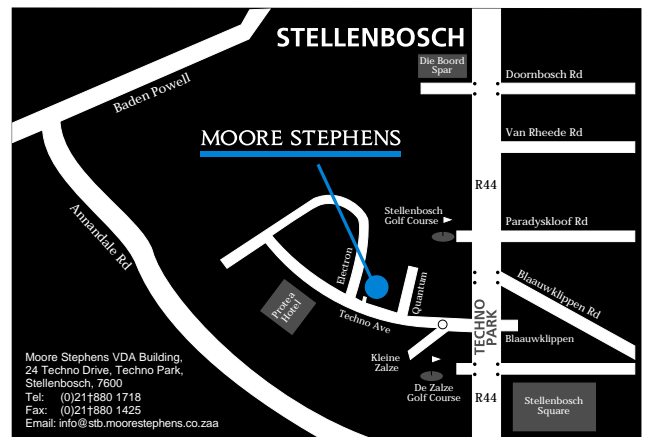 STELLENBOSCH
Die Boord
Spar
Doornbosch Rd
Baden Powell
Van Rheede Rd
MOORE STEPHENS
R44
Stellenbosch
Golf Course
Paradyskloof Rd
Annandale Rd
Electron
Quantum
Blaauwklippen Rd
Protea
Hotel
Techno Ave
TECHNO
PARK
Blaauwklippen
Kleine
Zalze
De Zalze
Golf Course
R44
Stellenbosch
Square
Moore Stephens VDA Building,
24 Techno Drive, Techno Park,
Stellenbosch, 7600
Tel: (0)21†880 1718
Fax: (0)21†880 1425
Email: info@stb.moorestephens.co.zaa